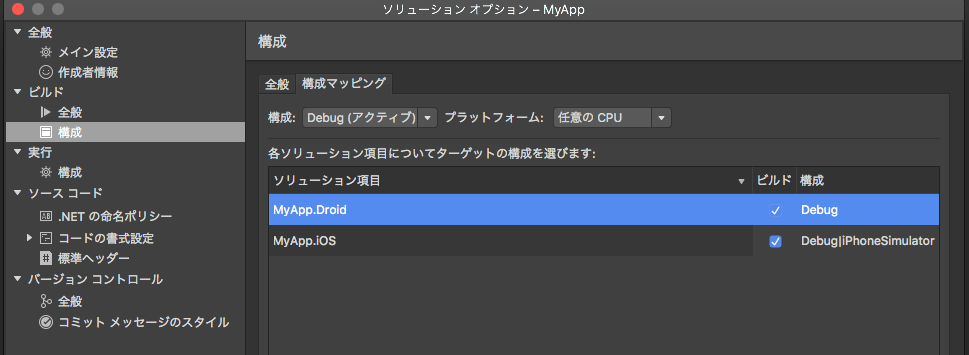 ソリューション オプション – MyApp
全般
メイン設定
作成者情報
ビルド
全般
構成
実行
構成
ソース コード
.NET の命名ポリシー
コードの書式設定
標準ヘッダー
バージョン コントロール
全般
コミット メッセージのスタイル
構成
全般 構成マッピング
構成: Debug (アクティブ) プラットフォーム: 任意の CPU
各ソリューション項目についてターゲットの構成を選びます:
ソリューション項目 ビルド 構成
MyApp.Droid Debug
MyApp.iOS Debug|iPhoneSimulator